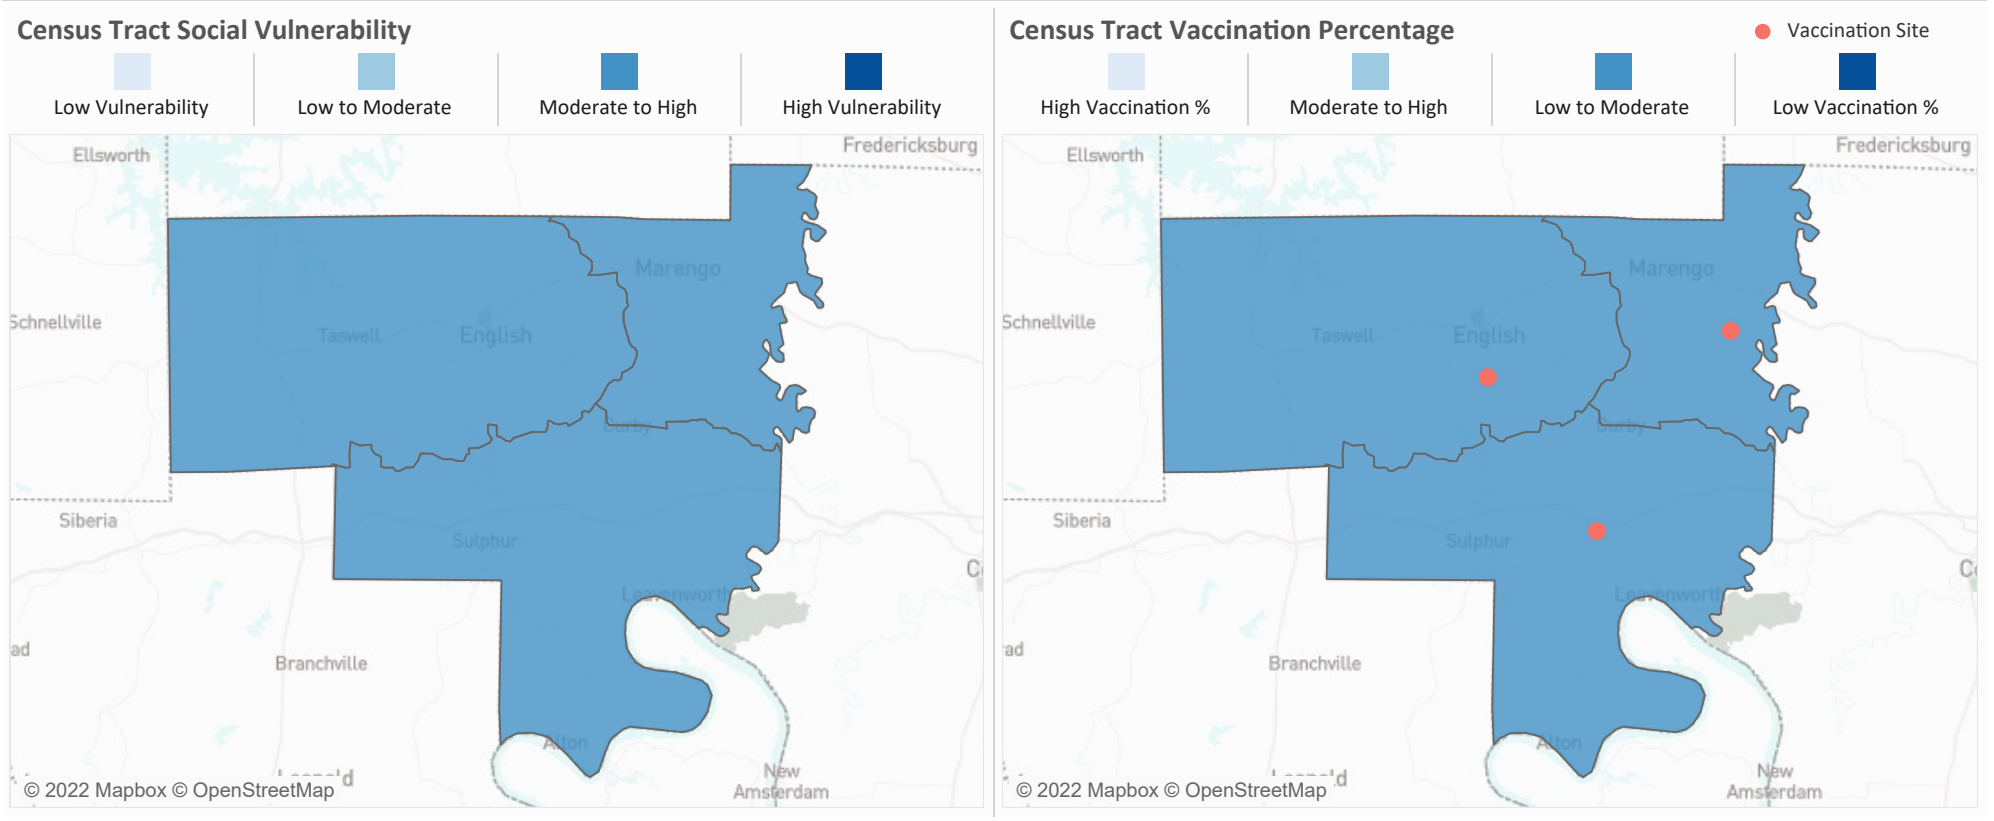 Census Tract Social Vulnerability
Low Vulnerability
Low to Moderate
Moderate to High
High Vulnerability
Ellsworth
Fredericksburg
Marengo
Schnellville
Taswell
English
Curby
Siberia
Sulphur
Leavenworth
Branchville
Alton
New
Amsterdam
© 2022 Mapbox © OpenStreetMap
Census Tract Vaccination Percentage
Vaccination Site
High Vaccination %
Moderate to High
Low to Moderate
Low Vaccination %
Ellsworth
Fredericksburg
Marengo
Schnellville
Taswell
English
Curby
Siberia
Sulphur
Leavenworth
Branchville
Alton
New
Amsterdam
© 2022 Mapbox © OpenStreetMap